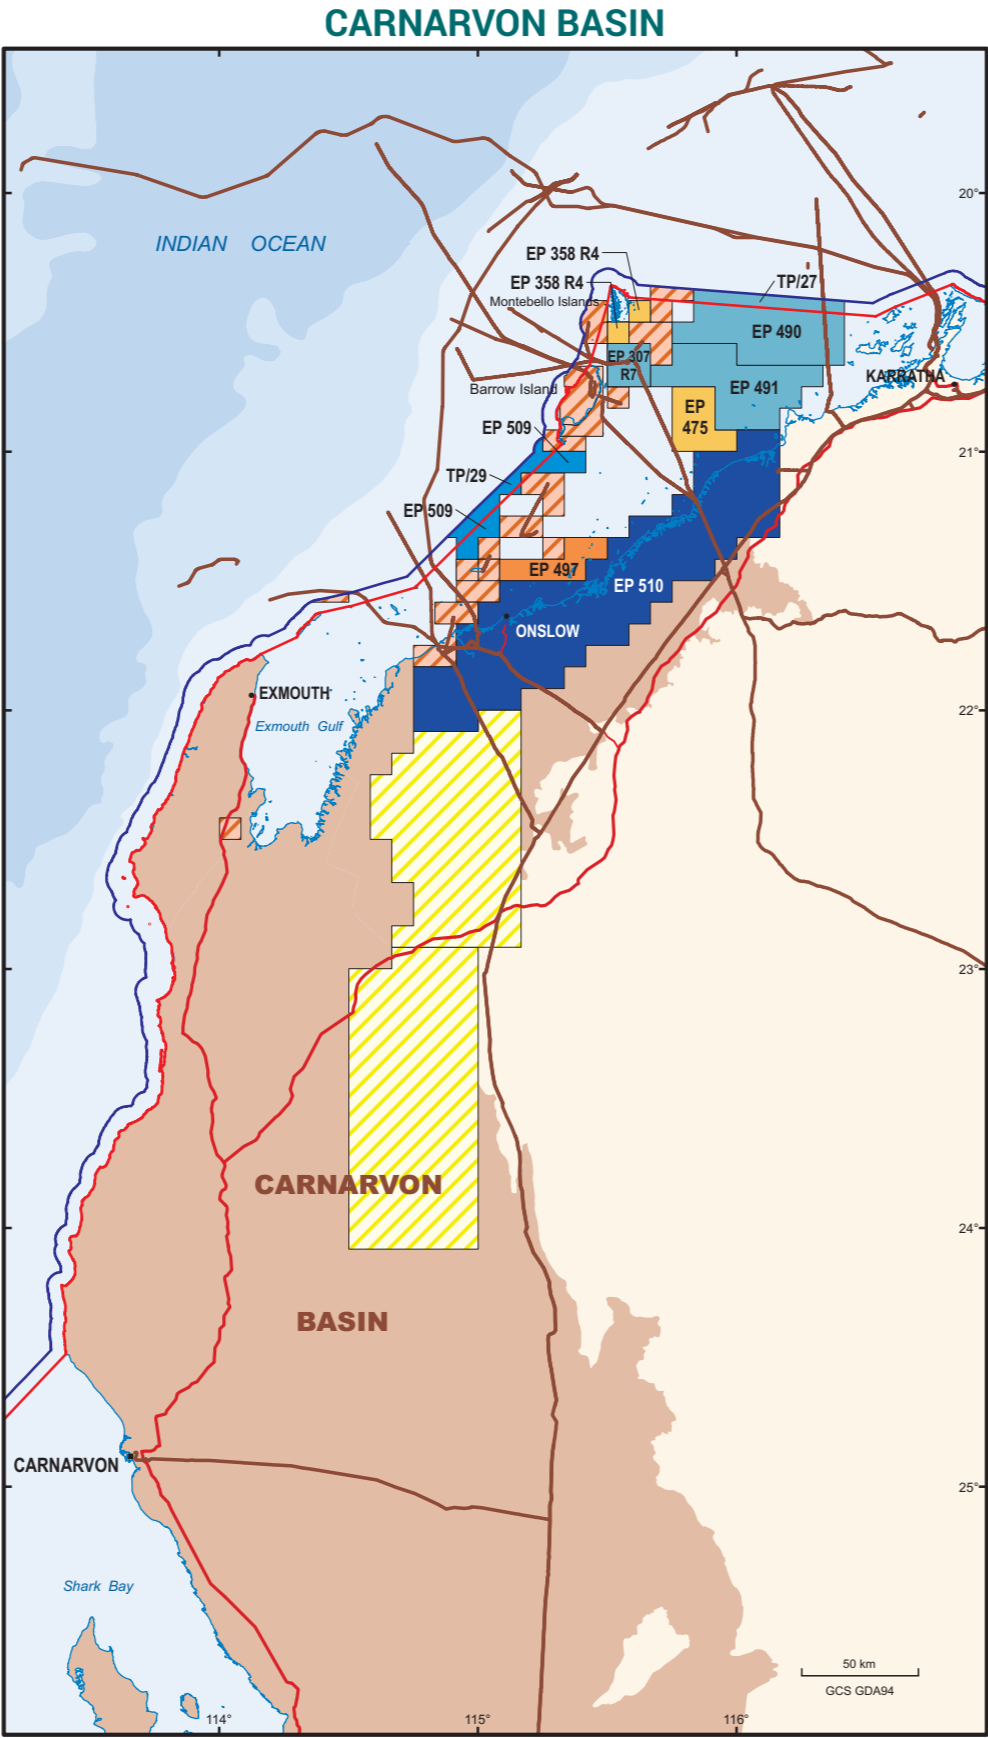 CARNARVON BASIN
20°
INDIAN OCEAN
EP 358 R4
EP 358 R4
TP/27
Montebello Islands
EP 490
EP 307
R7
KARRATHA
Barrow Island
EP 491
EP
475
EP 509
21°
TP/29
EP 509
EP 497
EP 510
ONSLOW
EXMOUTH
22°
Exmouth Gulf
23°
CARNARVON
24°
BASIN
CARNARVON
25°
Shark Bay
50 km
GCS GDA94
114°
115°
116°